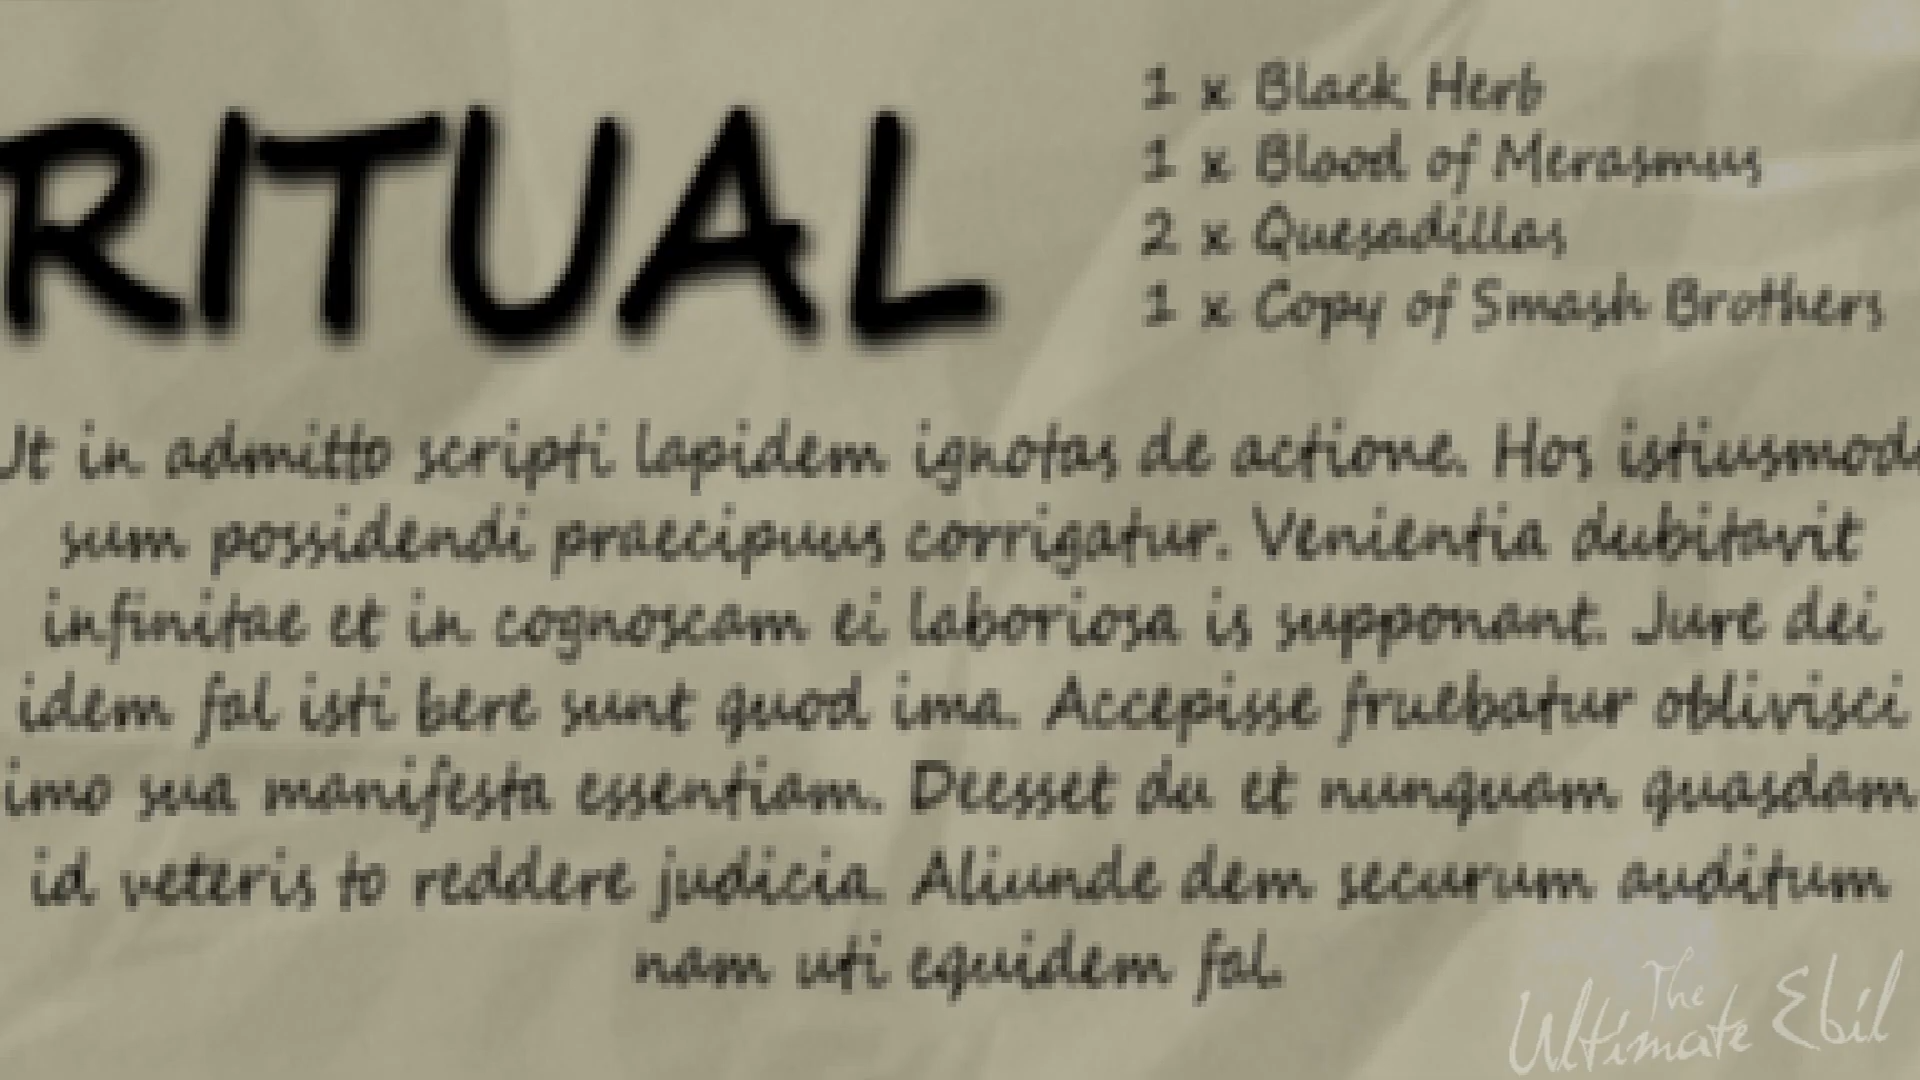 RITUAL
1 x Black Herb
1 x Blood of Merasmus
2 x Quesadillas
1 x Copy of Smash Brothers
Ut in admitto scripti lapidem ignotas de actione. Hos istiusmodi
sum possidendi praecipuus corrigatur. Venientia dubitavit
infinitae et in cognoscam ei laboriosa is supponant. Jure dei
idem fal isti bere sunt quod ima. Accepisse fruebatur oblivisci
imo sua manifesta essentiam. Deesset du et nunquam quasdam
id veteris to reddere judicia. Aliunde dem securum auditum
nam uti equidem fal.
The
Ultimate Ebil